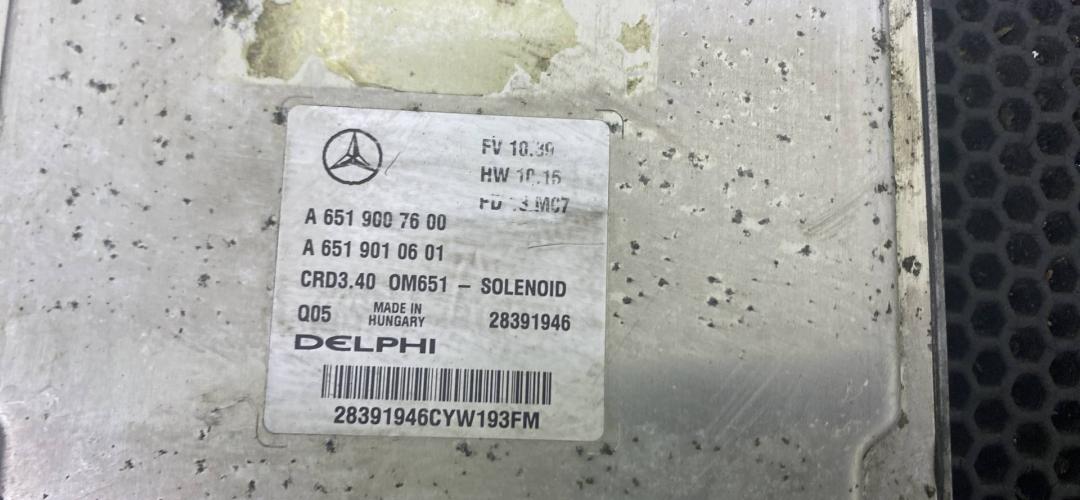 FV 10.39
HW 10.15
A 651 900 76 00
A 651 901 06 01
CRD3.40 OM651 – SOLENOID
Q05 MADE IN HUNGARY 28391946
DELPHI
28391946CYW193FM